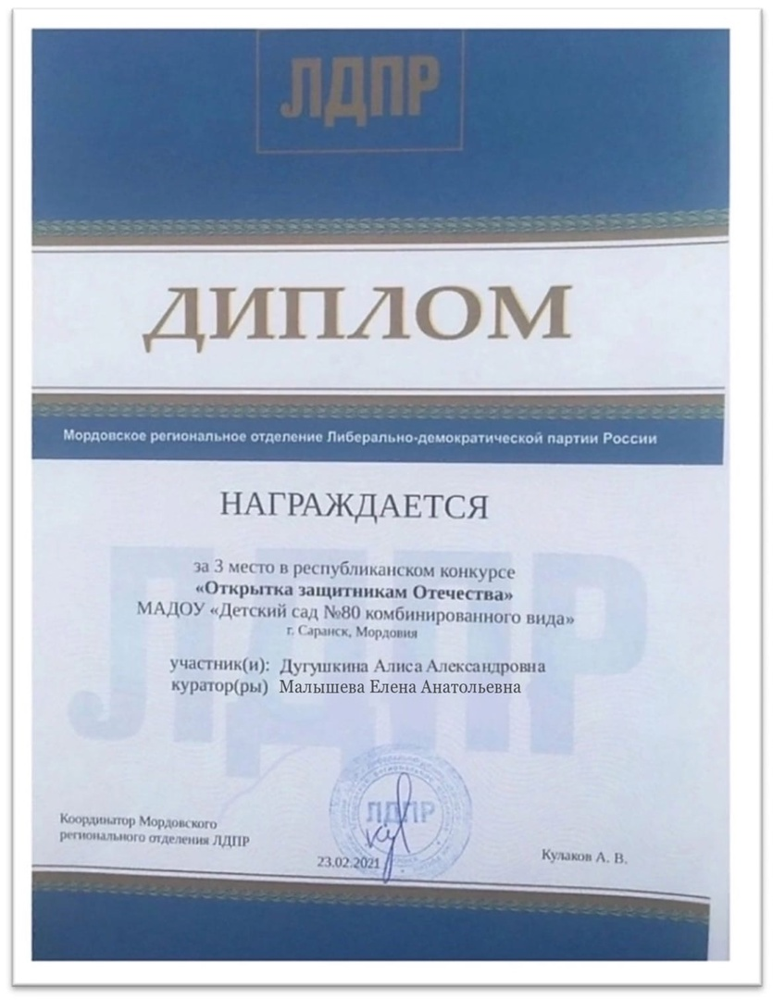 ЛДПР
ДИПЛОМ
Мордовское региональное отделение Либерально-демократической партии России
НАГРАЖДАЕТСЯ
за 3 место в республиканском конкурсе
«Открытка защитникам Отечества»
МАДОУ «Детский сад №80 комбинированного вида»
г. Саранск, Мордовия
участник(и): Дугушкина Алиса Александровна
куратор(ры) Малышева Елена Анатольевна
ЛДПР
Координатор Мордовского
регионального отделения ЛДПР
ЛДПР
23.02.2021
Кулаков А. В.